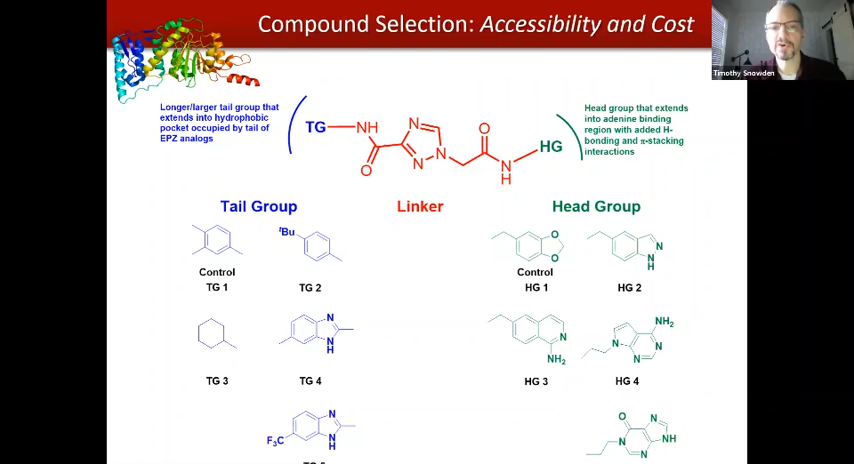 Compound Selection: Accessibility and Cost
Timothy Snowden
Longer/larger tail group that
extends into hydrophobic
pocket occupied by tail of
EPZ analogs
TG
NH
O
N
N
N
O
N
H
HG
Head group that extends
into adenine binding
region with added H-
bonding and π-stacking
interactions
Tail Group
Linker
Head Group
Control
TG 1
tBu
TG 2
O
O
Control
HG 1
N
N
H
HG 2
TG 3
N
N
H
TG 4
N
NH2
HG 3
NH2
N
N
N
HG 4
F3C
N
N
H
O
N
N
N
NH